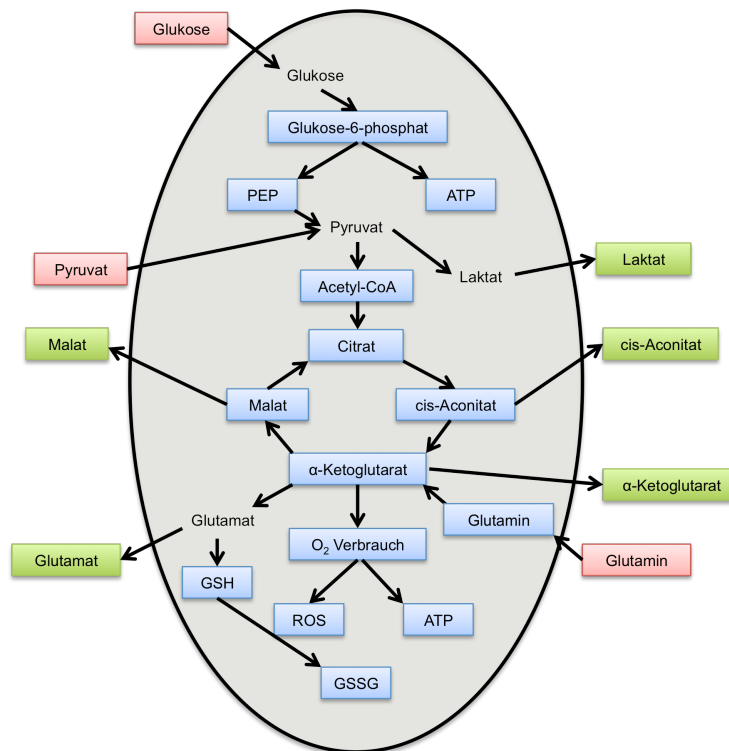 Glukose
Glukose
Glukose-6-phosphat
PEP
ATP
Pyruvat
Pyruvat
Laktat
Laktat
Acetyl-CoA
Malat
Citrat
cis-Aconitat
Malat
cis-Aconitat
α-Ketoglutarat
α-Ketoglutarat
Glutamat
Glutamin
O₂ Verbrauch
Glutamat
Glutamin
GSH
ROS
ATP
GSSG